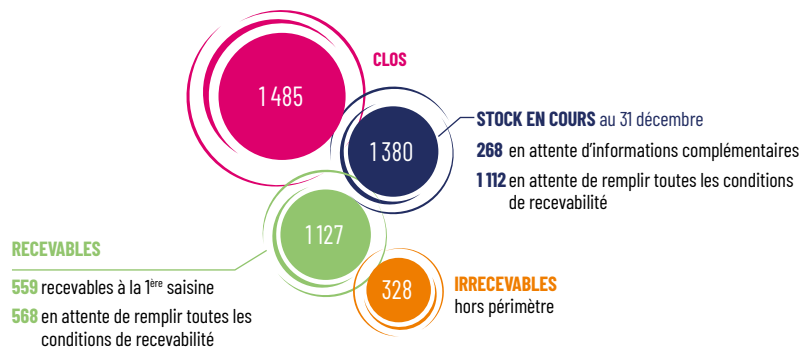 1 485
CLOS
1 380
STOCK EN COURS au 31 décembre
268 en attente d'informations complémentaires
1 112 en attente de remplir toutes les conditions
de recevabilité
1 127
RECEVABLES
559 recevables à la 1ère saisine
568 en attente de remplir toutes les
conditions de recevabilité
328
IRRECEVABLES
hors périmètre